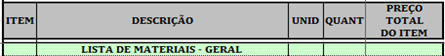 ITEM DESCRIÇÃO UNID QUANT PREÇO TOTAL DO ITEM
LISTA DE MATERIAIS - GERAL